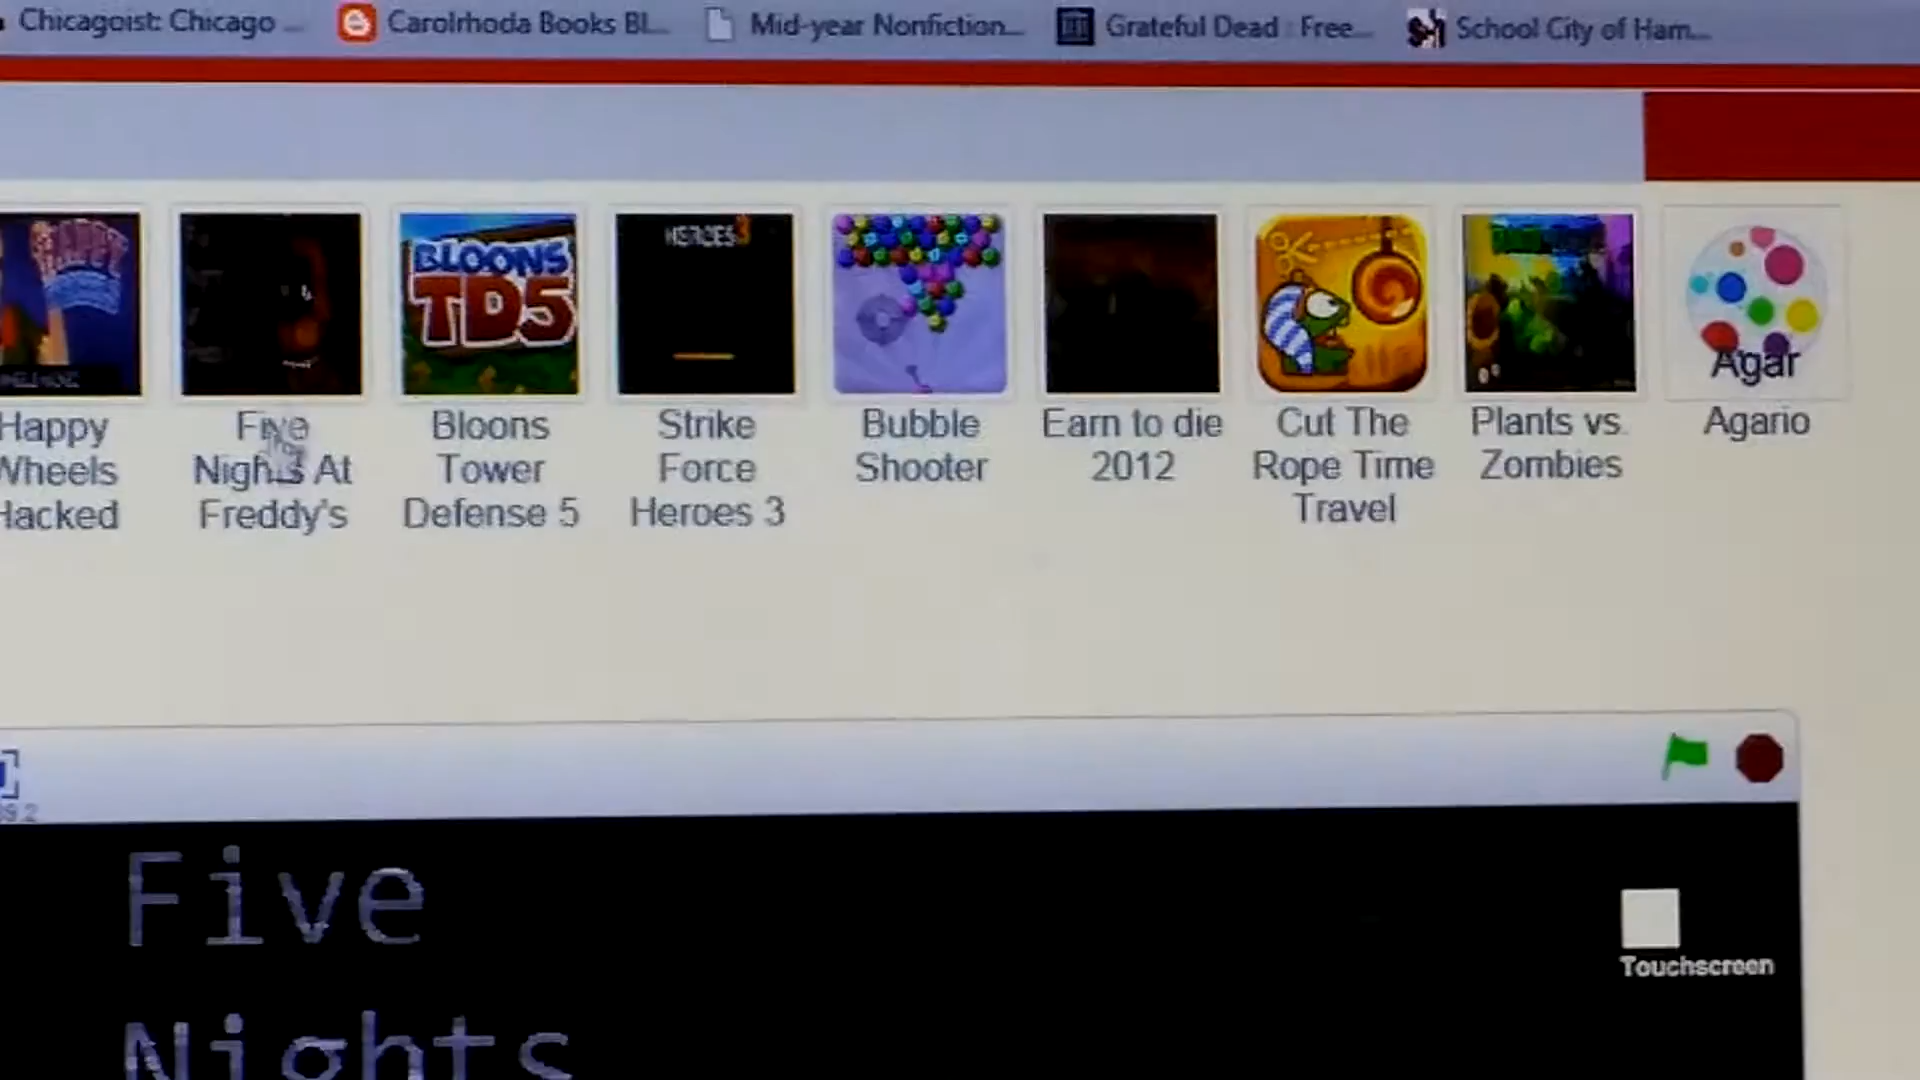 Chicagoist: Chicago ...
Carolrhoda Books Bl...
Mid-year Nonfiction...
Grateful Dead : Free...
School City of Ham...
HEROES 3
BLOONS
TD5
Agar
Happy
Wheels
Hacked
Five
Nights At
Freddy's
Bloons
Tower
Defense 5
Strike
Force
Heroes 3
Bubble
Shooter
Earn to die
2012
Cut The
Rope Time
Travel
Plants vs.
Zombies
Agario
Five
Nights
Touchscreen